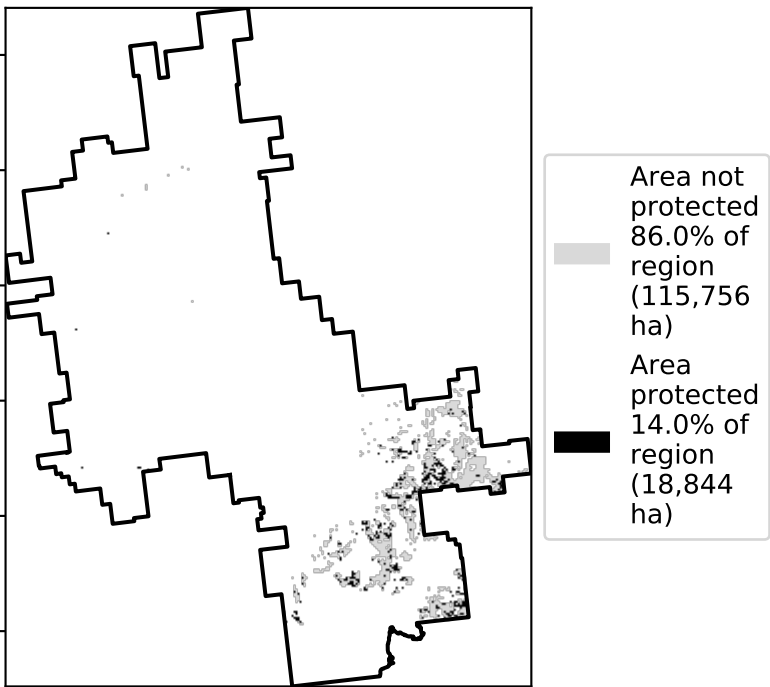 Area not
protected
86.0% of
region
(115,756
ha)
Area
protected
14.0% of
region
(18,844
ha)